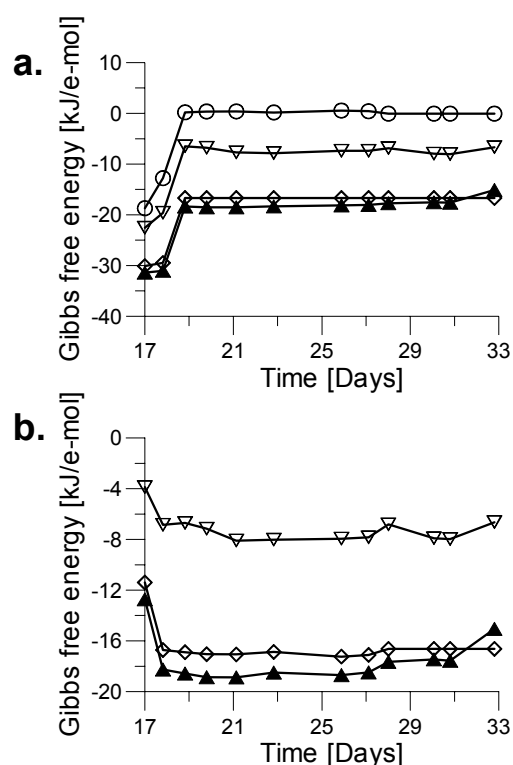 a.
Gibbs free energy [kJ/e-mol]
10
0
-10
-20
-30
-40
17 21 25 29 33
Time [Days]
b.
Gibbs free energy [kJ/e-mol]
0
-4
-8
-12
-16
-20
17 21 25 29 33
Time [Days]